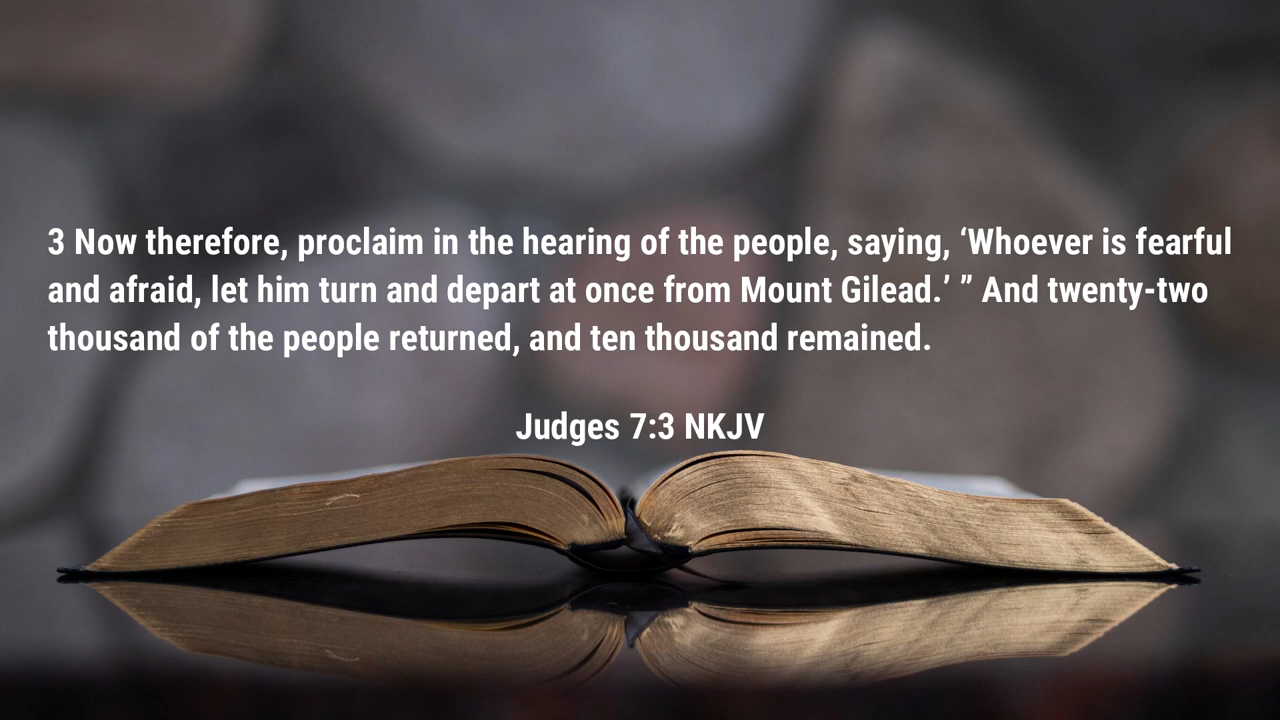 3 Now therefore, proclaim in the hearing of the people, saying, ‘Whoever is fearful
and afraid, let him turn and depart at once from Mount Gilead.’ ” And twenty-two
thousand of the people returned, and ten thousand remained.
Judges 7:3 NKJV